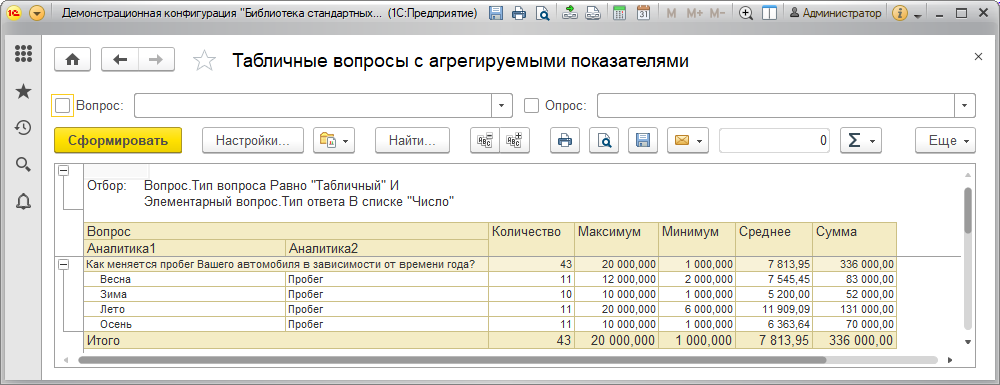 Демонстрационная конфигурация "Библиотека стандартных... (1С:Предприятие) M M+ M- Администратор
Табличные вопросы с агрегируемыми показателями
Вопрос: Опрос:
Сформировать Настройки... Найти... 0 Σ Еще
Отбор: Вопрос.Тип вопроса Равно "Табличный" И
Элементарный вопрос.Тип ответа В списке "Число"
Вопрос Количество Максимум Минимум Среднее Сумма
Аналитика1 Аналитика2
Как меняется пробег Вашего автомобиля в зависимости от времени года? 43 20 000,000 1 000,000 7 813,95 336 000,00
Весна Пробег 11 12 000,000 2 000,000 7 545,45 83 000,00
Зима Пробег 10 10 000,000 1 000,000 5 200,00 52 000,00
Лето Пробег 11 20 000,000 6 000,000 11 909,09 131 000,00
Осень Пробег 11 10 000,000 1 000,000 6 363,64 70 000,00
Итого 43 20 000,000 1 000,000 7 813,95 336 000,00